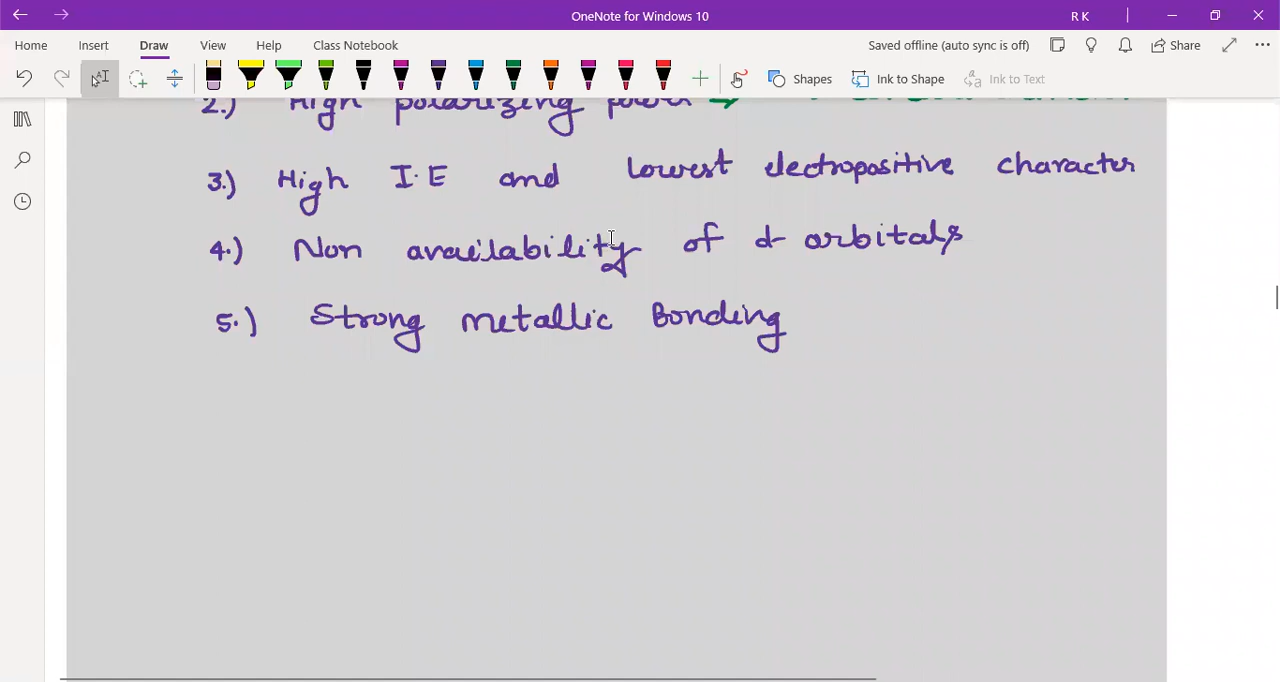 OneNote for Windows 10
R K
Home Insert Draw View Help Class Notebook
Saved offline (auto sync is off)
Share
Shapes
Ink to Shape
Ink to Text
2.) High polarizing power →
3.) High I.E and lowest electropositive character
4.) Non availability of d orbitals
5.) Strong metallic Bonding